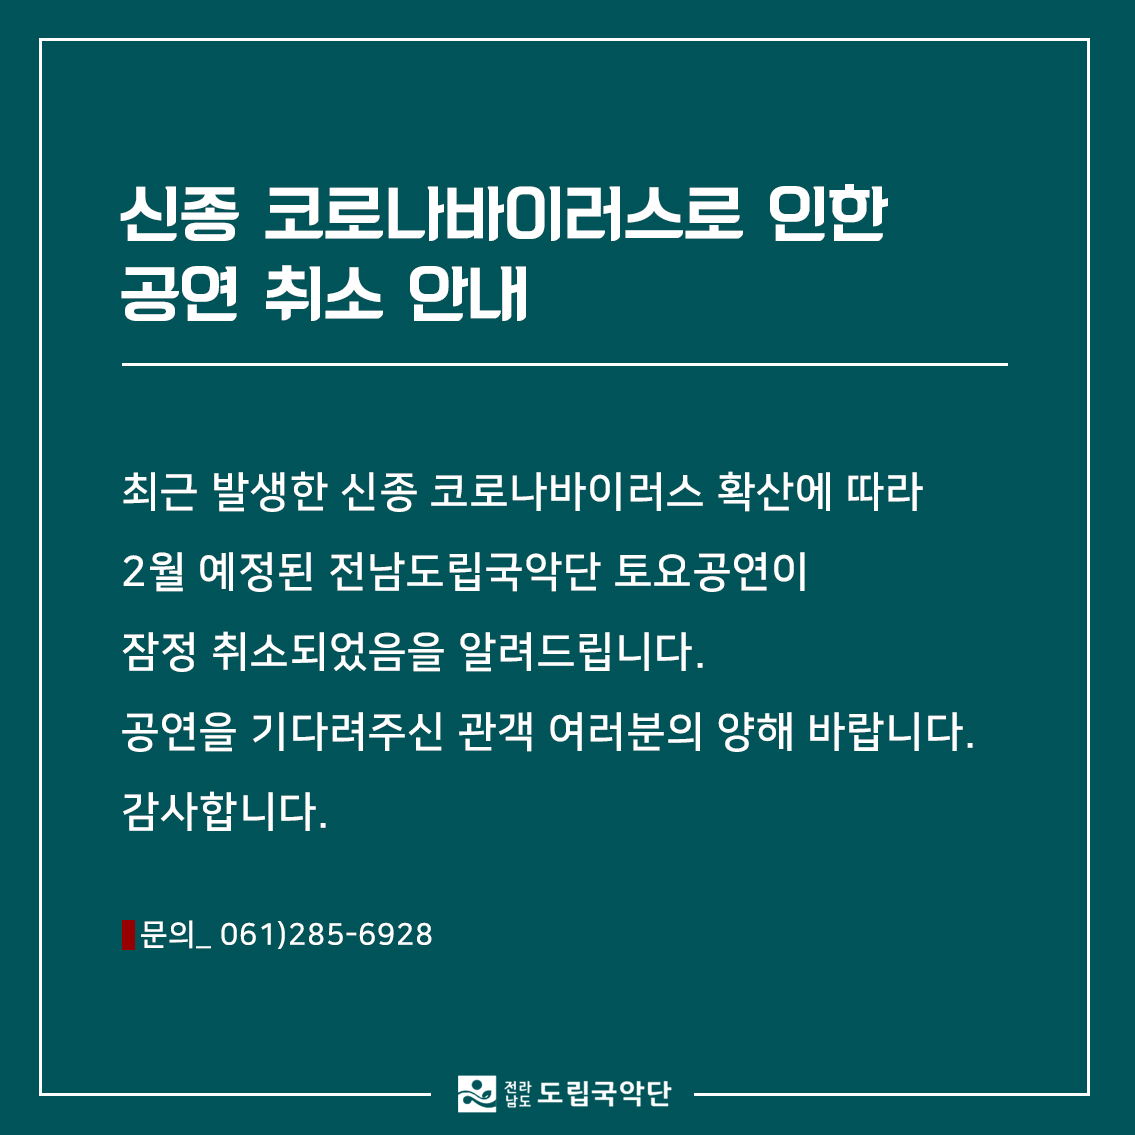 신종 코로나바이러스로 인한
공연 취소 안내
최근 발생한 신종 코로나바이러스 확산에 따라
2월 예정된 전남도립국악단 토요공연이
잠정 취소되었음을 알려드립니다.
공연을 기다려주신 관객 여러분의 양해 바랍니다.
감사합니다.
문의_ 061)285-6928
전라
남도 도립국악단